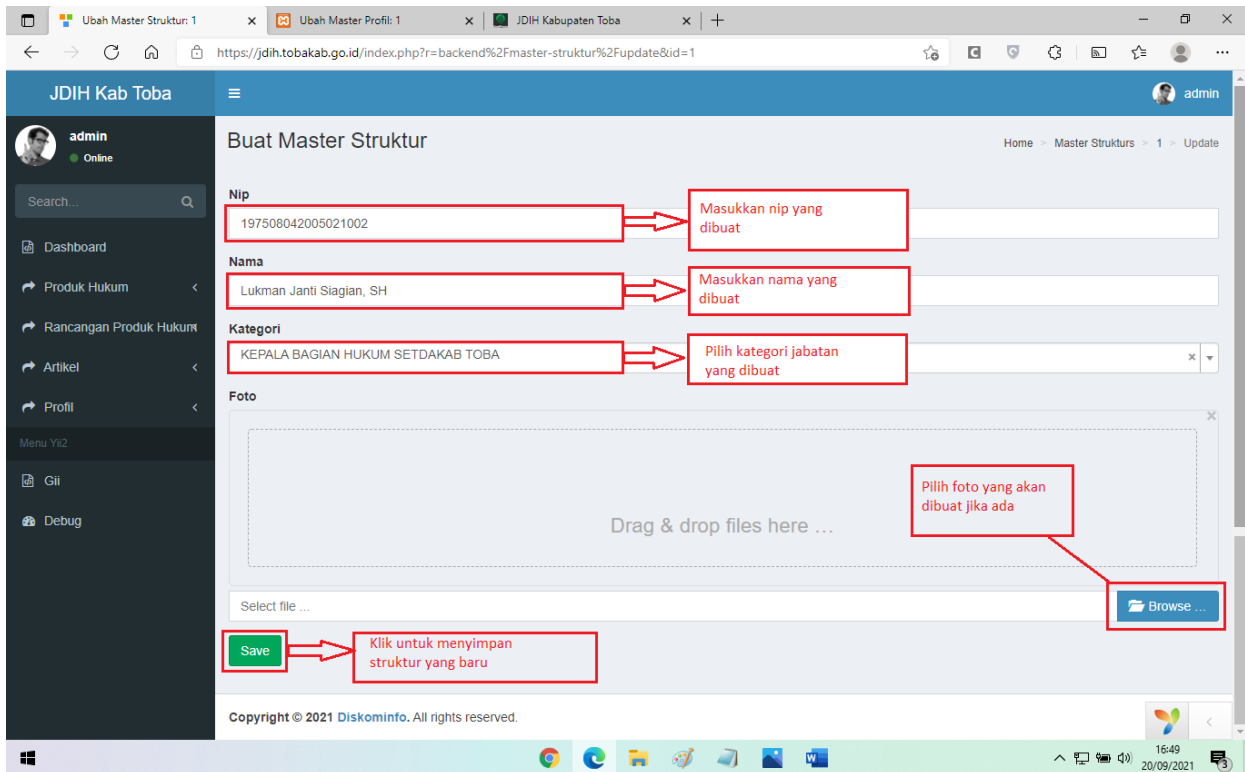 Ubah Master Struktur: 1
Ubah Master Profil: 1
JDIH Kabupaten Toba
https://jdih.tobakab.go.id/index.php?r=backend%2Fmaster-struktur%2Fupdate&id=1
JDIH Kab Toba
admin
admin
Online
Buat Master Struktur
Home > Master Strukturs > 1 > Update
Search...
Dashboard
Produk Hukum
Rancangan Produk Hukum
Artikel
Profil
Menu Yii2
Gii
Debug
Nip
197508042005021002
Masukkan nip yang
dibuat
Nama
Lukman Janti Siagian, SH
Masukkan nama yang
dibuat
Kategori
KEPALA BAGIAN HUKUM SETDAKAB TOBA
Pilih kategori jabatan
yang dibuat
Foto
Drag & drop files here …
Pilih foto yang akan
dibuat jika ada
Select file ...
Browse …
Save
Klik untuk menyimpan
struktur yang baru
Copyright © 2021 Diskominfo. All rights reserved.
16:49
20/09/2021
3